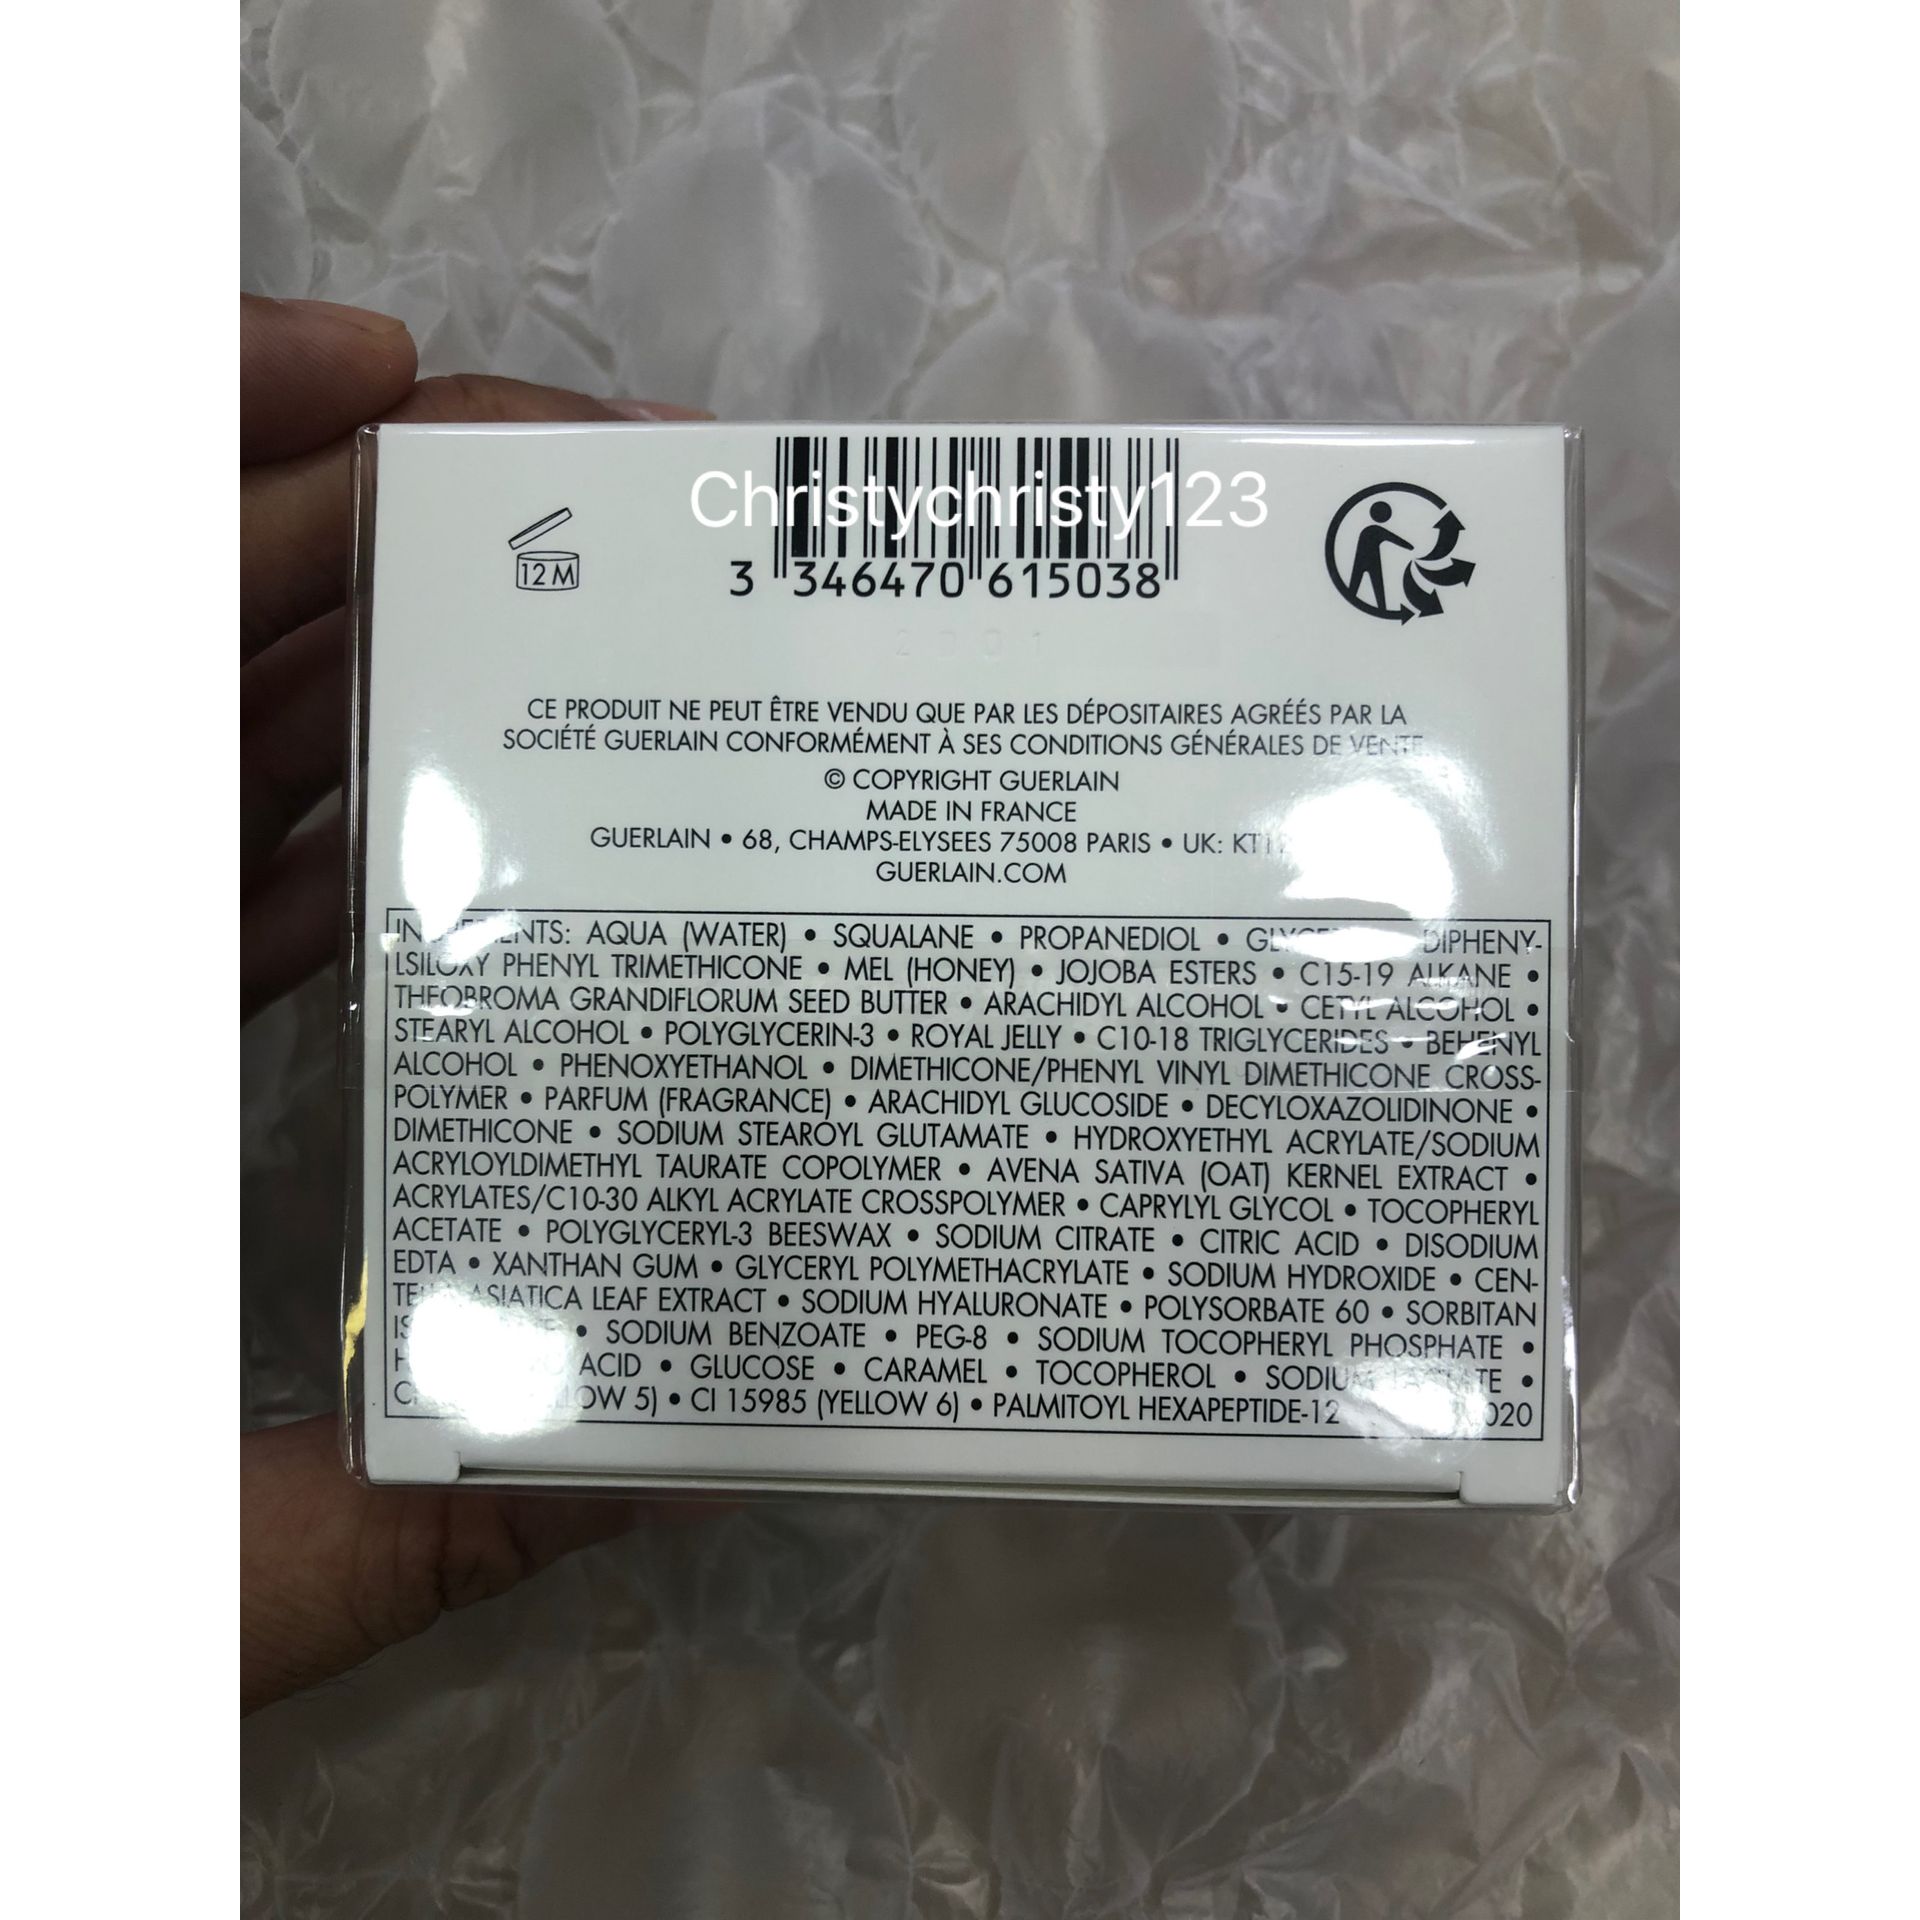 Christychristy123
12 M
3 346470 615038
2001
CE PRODUIT NE PEUT ÊTRE VENDU QUE PAR LES DÉPOSITAIRES AGRÉÉS PAR LA
SOCIÉTÉ GUERLAIN CONFORMÉMENT À SES CONDITIONS GÉNÉRALES DE VENTE.
© COPYRIGHT GUERLAIN
MADE IN FRANCE
GUERLAIN • 68, CHAMPS-ELYSEES 75008 PARIS • UK:
GUERLAIN.COM
INGREDIENTS: AQUA (WATER) • SQUALANE • PROPANEDIOL • DIPHENY-
LSILOXY PHENYL TRIMETHICONE • MEL (HONEY) • JOJOBA ESTERS • C15-19 ALKANE •
THEOBROMA GRANDIFLORUM SEED BUTTER • ARACHIDYL ALCOHOL • CETYL ALCOHOL •
STEARYL ALCOHOL • POLYGLYCERIN-3 • ROYAL JELLY • C10-18 TRIGLYCERIDES • BEHENYL
ALCOHOL • PHENOXYETHANOL • DIMETHICONE/PHENYL VINYL DIMETHICONE CROSS-
POLYMER • PARFUM (FRAGRANCE) • ARACHIDYL GLUCOSIDE • DECYLOXAZOLIDINONE •
DIMETHICONE • SODIUM STEAROYL GLUTAMATE • HYDROXYETHYL ACRYLATE/SODIUM
ACRYLOYLDIMETHYL TAURATE COPOLYMER • AVENA SATIVA (OAT) KERNEL EXTRACT •
ACRYLATES/C10-30 ALKYL ACRYLATE CROSSPOLYMER • CAPRYLYL GLYCOL • TOCOPHERYL
ACETATE • POLYGLYCERYL-3 BEESWAX • SODIUM CITRATE • CITRIC ACID • DISODIUM
EDTA • XANTHAN GUM • GLYCERYL POLYMETHACRYLATE • SODIUM HYDROXIDE • CEN-
ASIATICA LEAF EXTRACT • SODIUM HYALURONATE • POLYSORBATE 60 • SORBITAN
• SODIUM BENZOATE • PEG-8 • SODIUM TOCOPHERYL PHOSPHATE •
ACID • GLUCOSE • CARAMEL • TOCOPHEROL • SODIUM LACTATE •
5) • CI 15985 (YELLOW 6) • PALMITOYL HEXAPEPTIDE-12